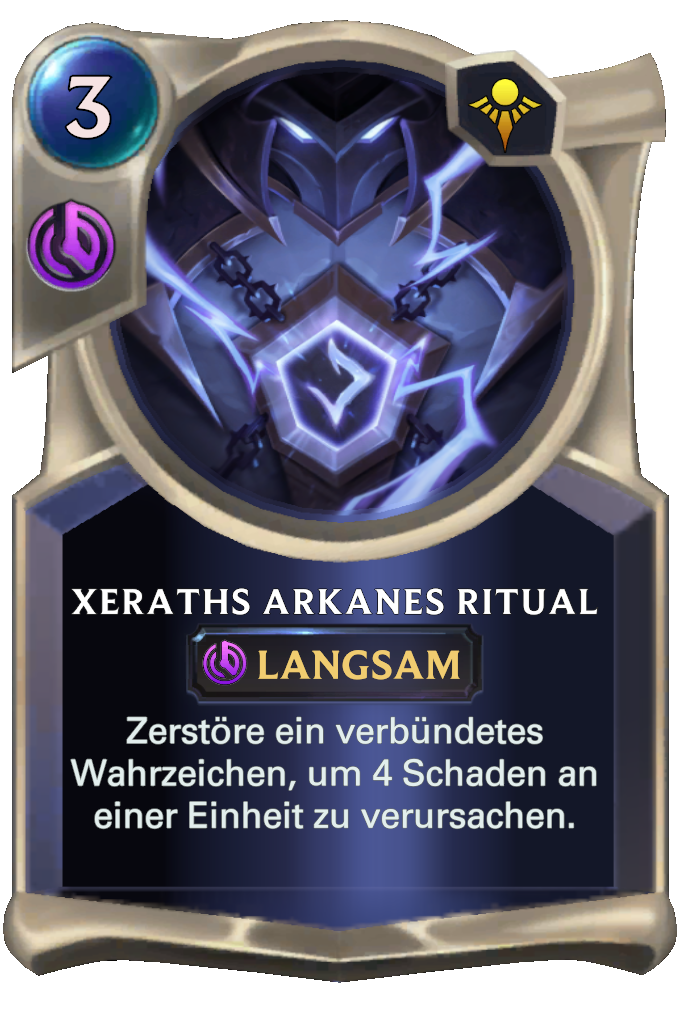 3
XERATHS ARKANES RITUAL
LANGSAM
Zerstöre ein verbündetes
Wahrzeichen, um 4 Schaden an
einer Einheit zu verursachen.